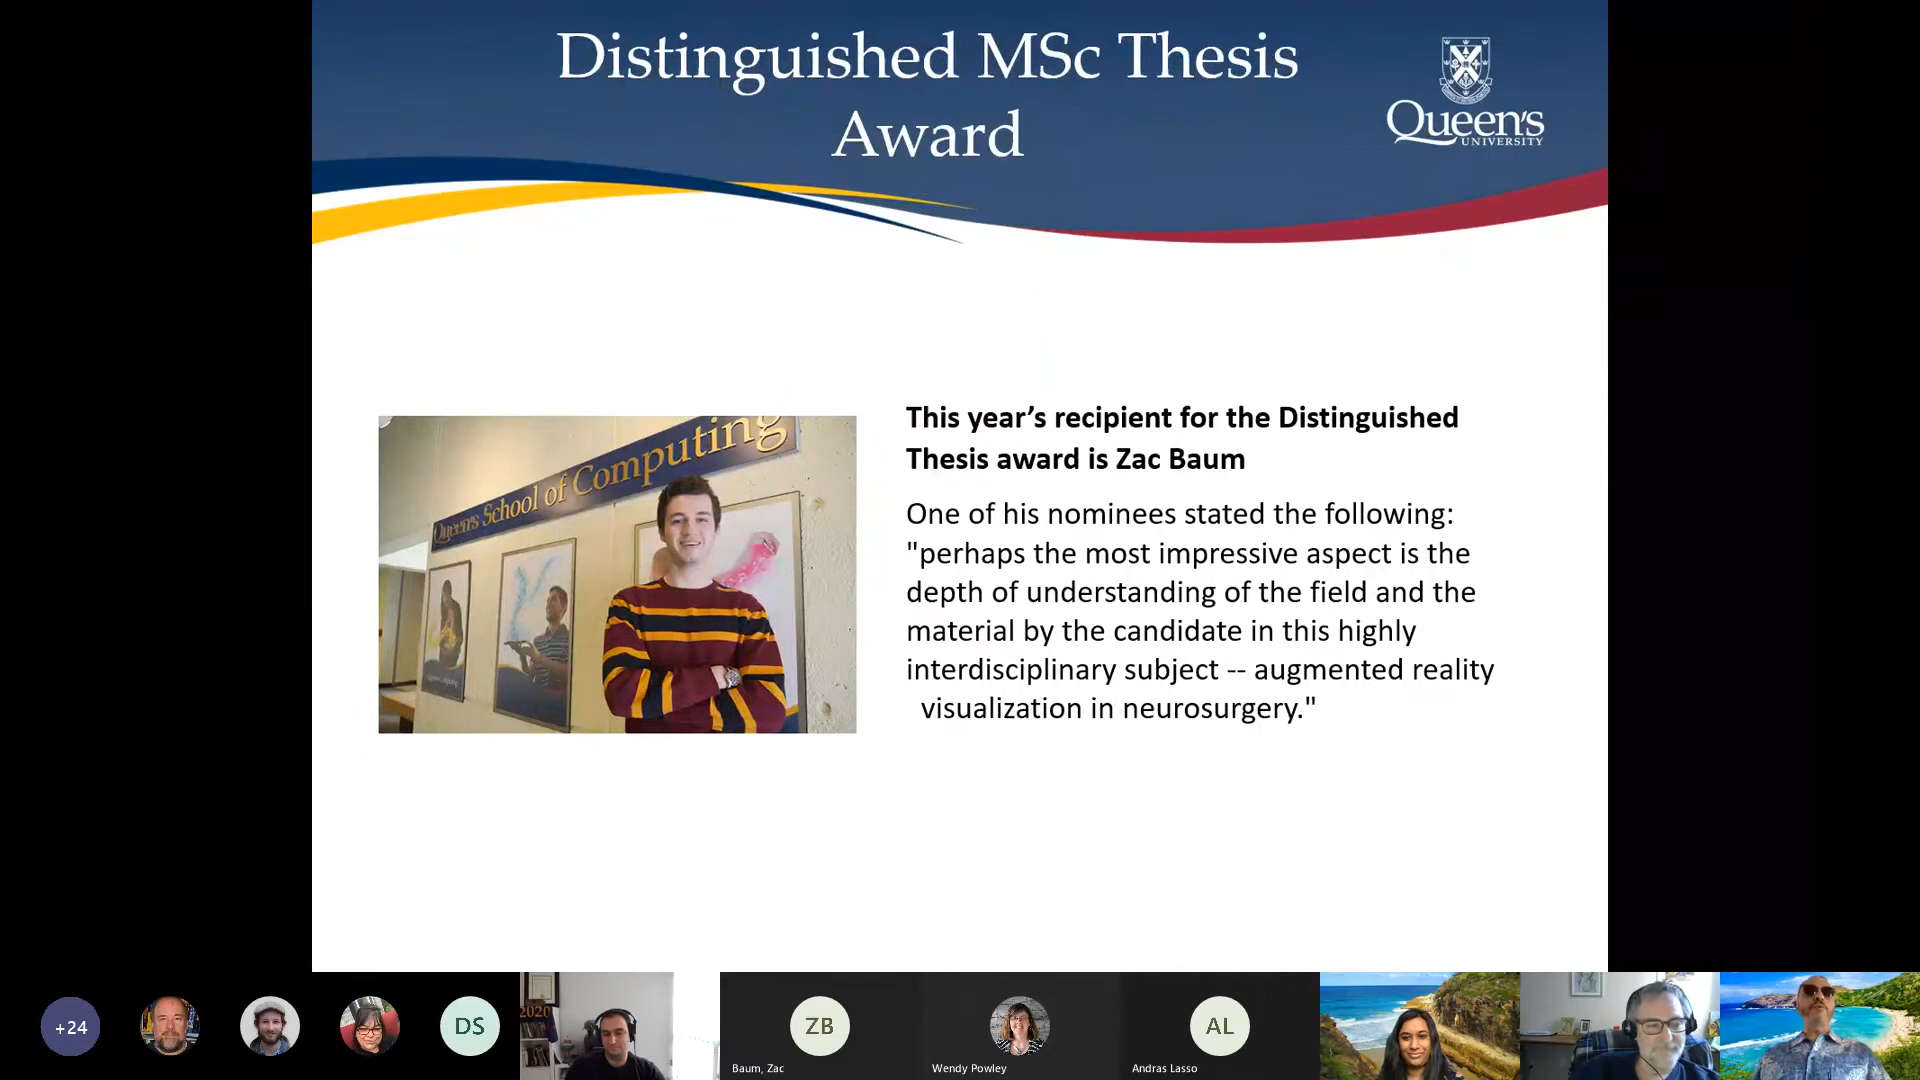 Distinguished MSc Thesis
Award
Queen's
UNIVERSITY
Queen's School of Computing
This year's recipient for the Distinguished
Thesis award is Zac Baum
One of his nominees stated the following:
"perhaps the most impressive aspect is the
depth of understanding of the field and the
material by the candidate in this highly
interdisciplinary subject -- augmented reality
visualization in neurosurgery."
+24
DS
2020
ZB
Baum, Zac
Wendy Powley
AL
Andras Lasso